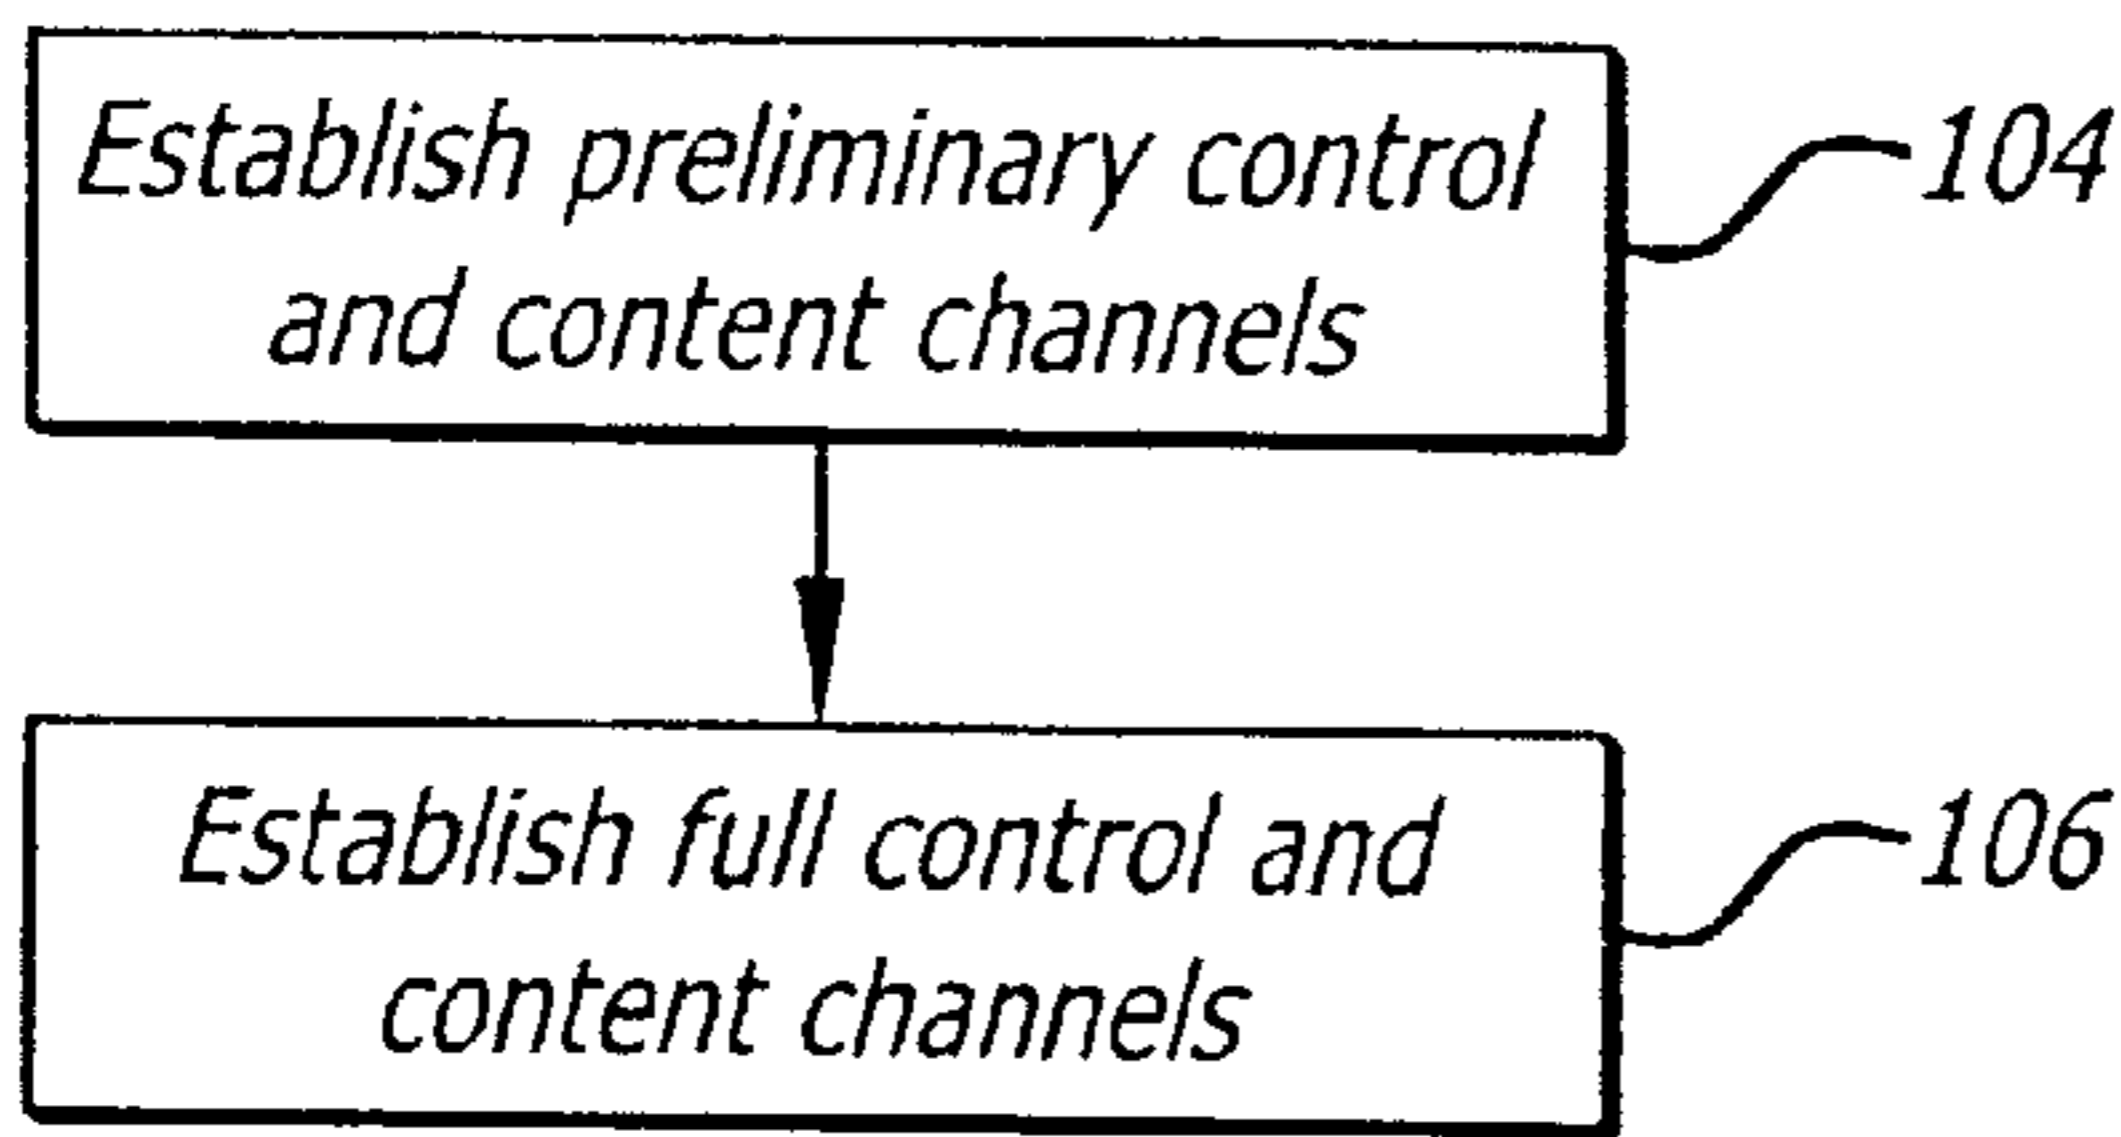 Establish preliminary control
and content channels
104
Establish full control and
content channels
106